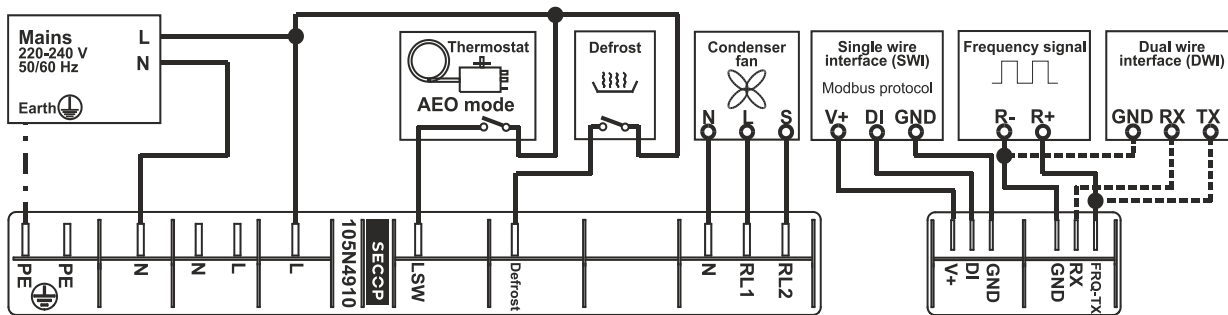 Mains
220-240 V
50/60 Hz
L
N
Earth
Thermostat
AEO mode
Defrost
Condenser
fan
N L S
Single wire
interface (SWI)
Modbus protocol
V+ DI GND
Frequency signal
R- R+
Dual wire
interface (DWI)
GND RX TX
PE
PE
N
N
L
L
105N4910
SECOP
LSW
Defrost
N
RL1
RL2
V+
DI
GND
GND
RX
FRQ-TX